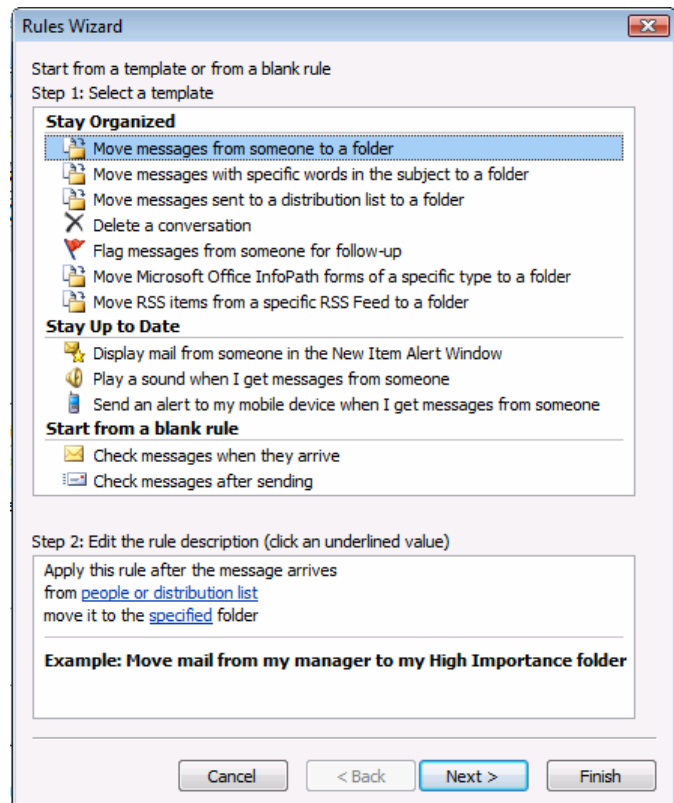 Rules Wizard
Start from a template or from a blank rule
Step 1: Select a template
Stay Organized
Move messages from someone to a folder
Move messages with specific words in the subject to a folder
Move messages sent to a distribution list to a folder
Delete a conversation
Flag messages from someone for follow-up
Move Microsoft Office InfoPath forms of a specific type to a folder
Move RSS items from a specific RSS Feed to a folder
Stay Up to Date
Display mail from someone in the New Item Alert Window
Play a sound when I get messages from someone
Send an alert to my mobile device when I get messages from someone
Start from a blank rule
Check messages when they arrive
Check messages after sending
Step 2: Edit the rule description (click an underlined value)
Apply this rule after the message arrives
from people or distribution list
move it to the specified folder
Example: Move mail from my manager to my High Importance folder
Cancel < Back Next > Finish